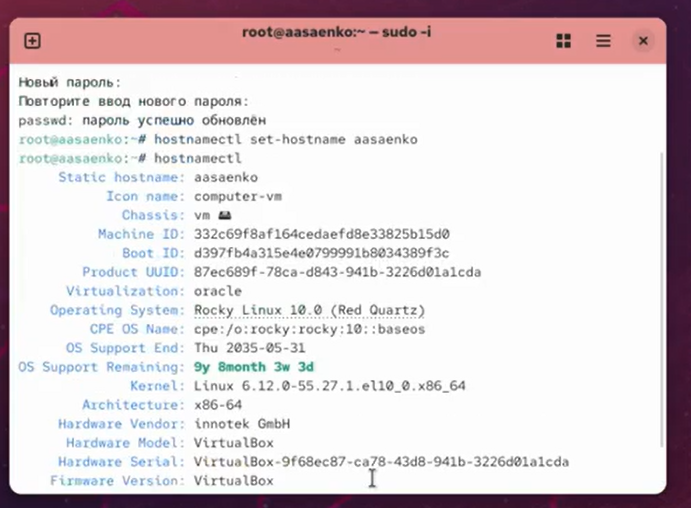 root@aasaenko:~ — sudo -i
~
Новый пароль:
Повторите ввод нового пароля:
passwd: пароль успешно обновлён
root@aasaenko:~# hostnamectl set-hostname aasaenko
root@aasaenko:~# hostnamectl
Static hostname: aasaenko
Icon name: computer-vm
Chassis: vm 🖴
Machine ID: 332c69f8af164cedaefd8e33825b15d0
Boot ID: d397fb4a315e4e0799991b8034389f3c
Product UUID: 87ec689f-78ca-d843-941b-3226d01a1cda
Virtualization: oracle
Operating System: Rocky Linux 10.0 (Red Quartz)
CPE OS Name: cpe:/o:rocky:rocky:10::baseos
OS Support End: Thu 2035-05-31
OS Support Remaining: 9y 8month 3w 3d
Kernel: Linux 6.12.0-55.27.1.el10_0.x86_64
Architecture: x86-64
Hardware Vendor: innotek GmbH
Hardware Model: VirtualBox
Hardware Serial: VirtualBox-9f68ec87-ca78-43d8-941b-3226d01a1cda
Firmware Version: VirtualBox